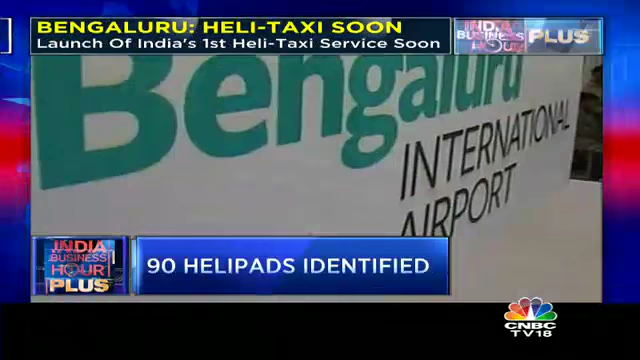 BENGALURU: HELI-TAXI SOON
Launch Of India's 1st Heli-Taxi Service Soon
INDIA
BUSINESS
HOUR
PLUS
Bengaluru
INTERNATIONAL
AIRPORT
INDIA
BUSINESS
HOUR
PLUS
90 HELIPADS IDENTIFIED
CNBC
TV18